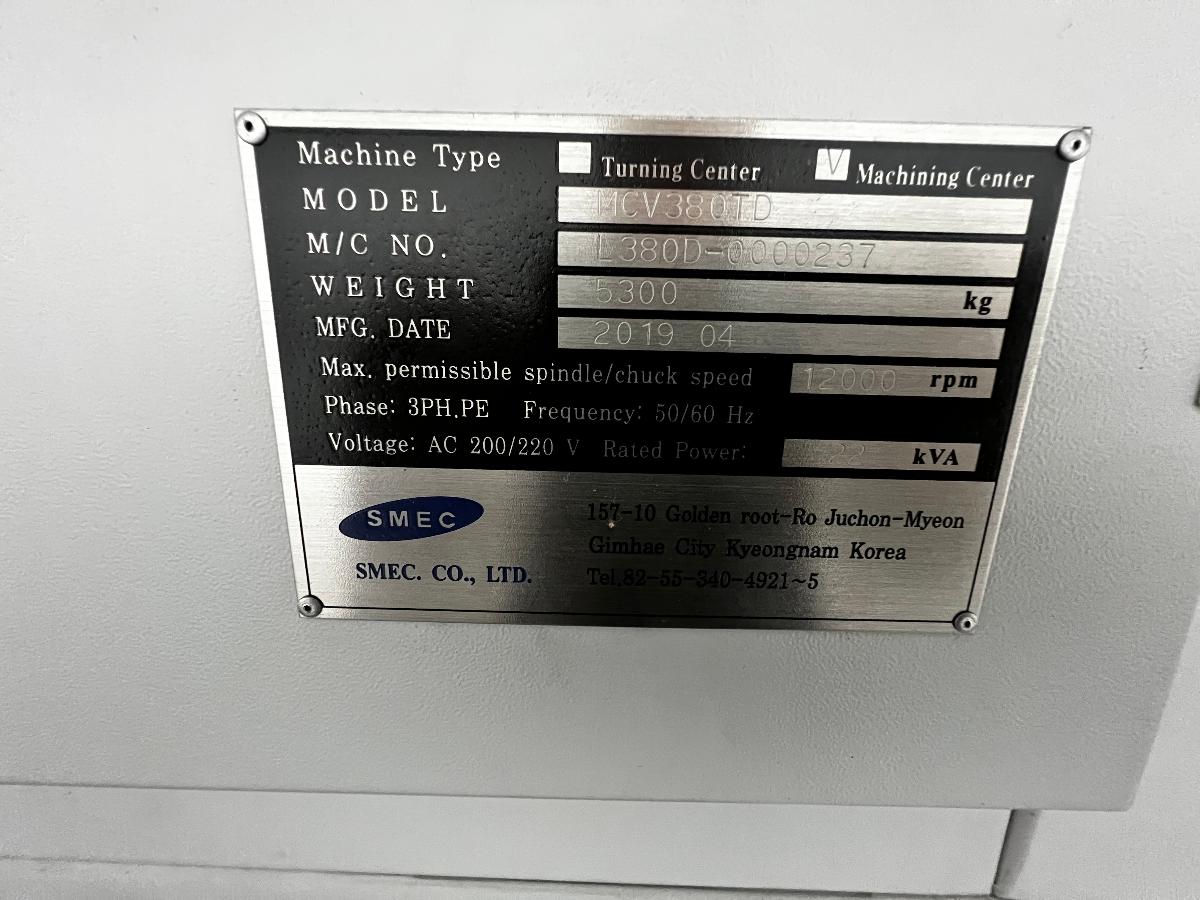 Machine Type Turning Center V Machining Center
MODEL MCV380TD
M/C NO. L380D-0000237
WEIGHT 5300 kg
MFG. DATE 2019 04
Max. permissible spindle/chuck speed 12000 rpm
Phase: 3PH.PE Frequency: 50/60 Hz
Voltage: AC 200/220 V Rated Power: 22 kVA
SMEC
SMEC. CO., LTD.
157-10 Golden root-Ro Juchon-Myeon
Gimhae City Kyeongnam Korea
Tel.82-55-340-4921~5